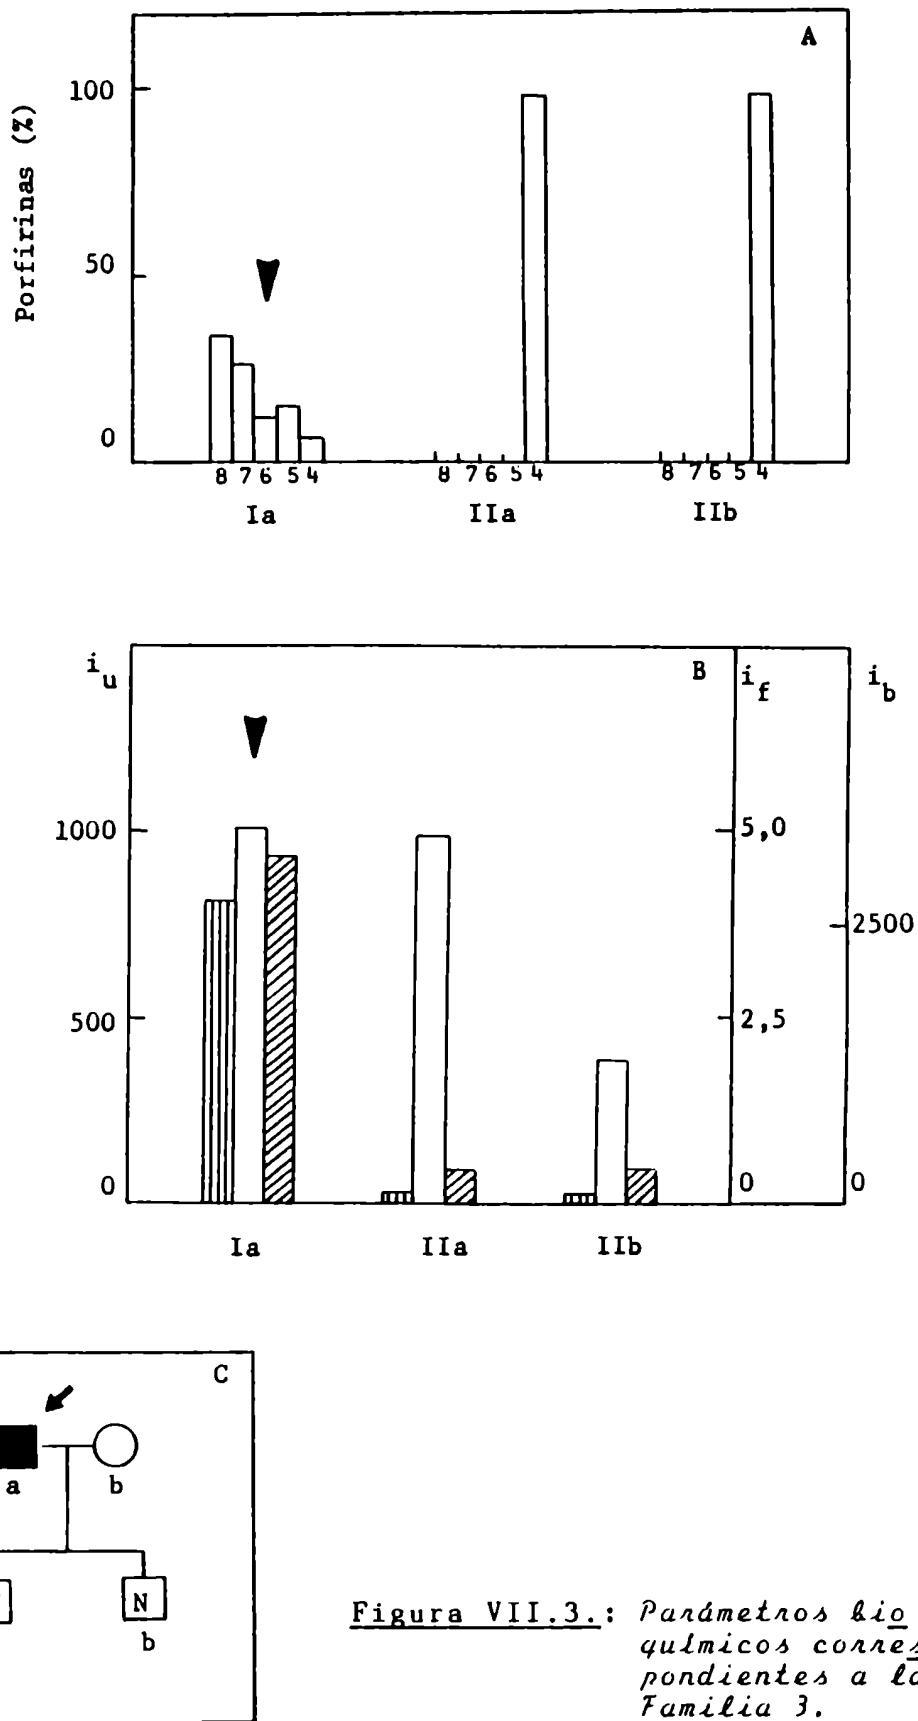 A
Porfirinas (%)
100
50
0
8 7 6 5 4
8 7 6 5 4
8 7 6 5 4
Ia
IIa
IIb
i_u
B
i_f
i_b
1000
5,0
2500
500
2,5
0
0
0
Ia
IIa
IIb
C
a
b
N
b
Figura VII.3.: Parámetros bio
químicos corres
pondientes a la
Familia 3.